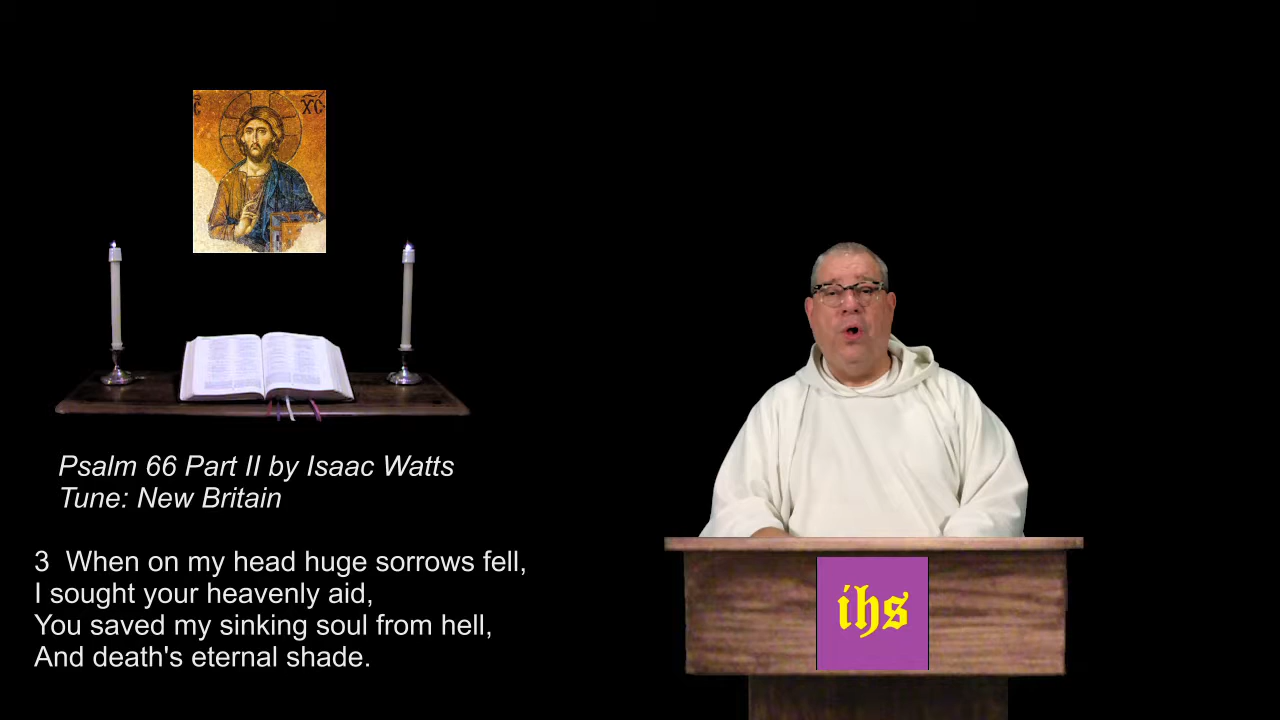 XC
Psalm 66 Part II by Isaac Watts
Tune: New Britain
3 When on my head huge sorrows fell,
I sought your heavenly aid,
You saved my sinking soul from hell,
And death's eternal shade.
ihs